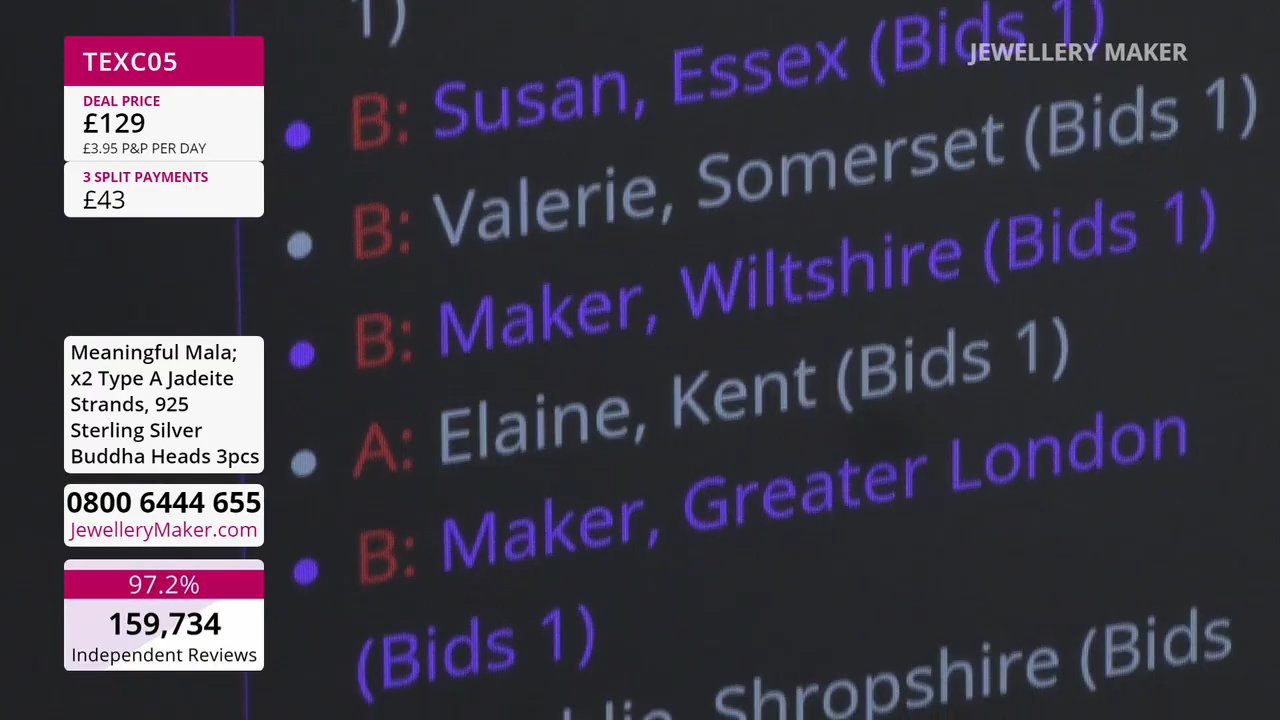 TEXC05
DEAL PRICE
£129
£3.95 P&P PER DAY
3 SPLIT PAYMENTS
£43
Meaningful Mala;
x2 Type A Jadeite
Strands, 925
Sterling Silver
Buddha Heads 3pcs
0800 6444 655
JewelleryMaker.com
97.2%
159,734
Independent Reviews
JEWELLERY MAKER
1)
B: Susan, Essex (Bids 1)
B: Valerie, Somerset (Bids 1)
B: Maker, Wiltshire (Bids 1)
A: Elaine, Kent (Bids 1)
B: Maker, Greater London
(Bids 1)
Shropshire (Bids